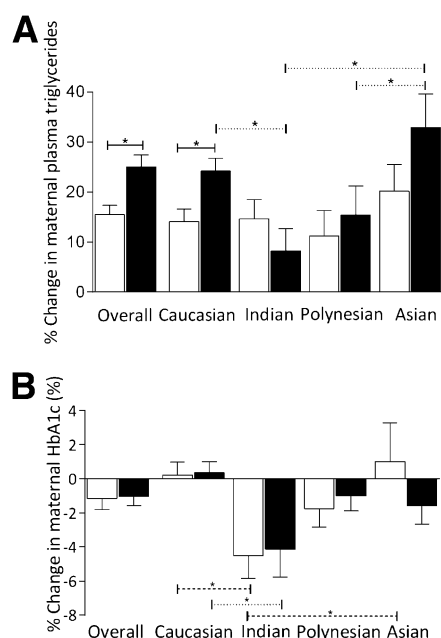 A
% Change in maternal plasma triglycerides
40
30
20
10
0
* * * * *
Overall Caucasian Indian Polynesian Asian
B
% Change in maternal HbA1c (%)
4
2
0
-2
-4
-6
-8
* * *
Overall Caucasian Indian Polynesian Asian